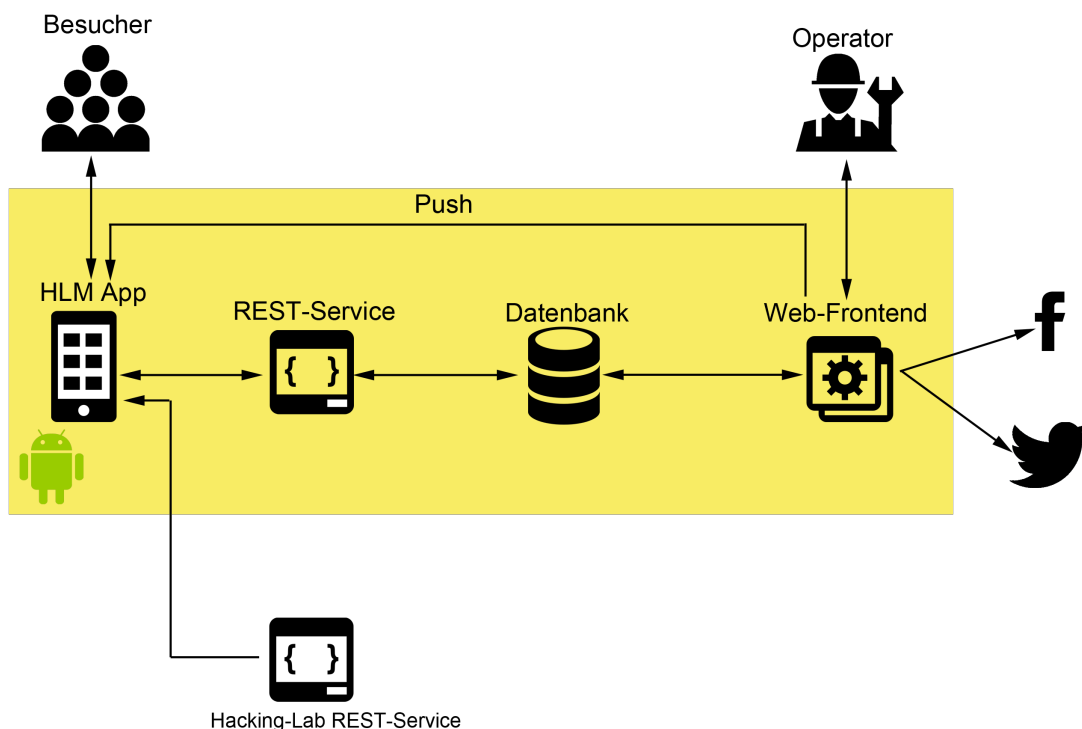 Besucher
Operator
Push
HLM App
REST-Service
Datenbank
Web-Frontend
{ }
{ }
Hacking-Lab REST-Service